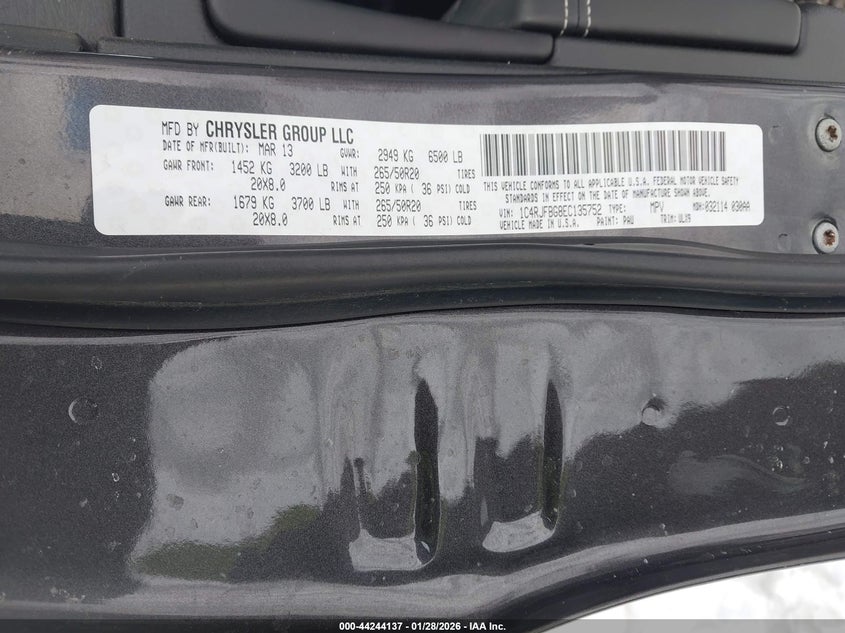 MFD BY CHRYSLER GROUP LLC
DATE OF MFR(BUILT): MAR 13 GVWR: 2949 KG 6500 LB
GAWR FRONT: 1452 KG 3200 LB WITH 265/50R20 TIRES
20X8.0 RIMS AT 250 KPA ( 36 PSI) COLD
GAWR REAR: 1679 KG 3700 LB WITH 265/50R20 TIRES
20X8.0 RIMS AT 250 KPA ( 36 PSI) COLD
THIS VEHICLE CONFORMS TO ALL APPLICABLE U.S.A. FEDERAL MOTOR VEHICLE SAFETY
STANDARDS IN EFFECT ON THE DATE OF MANUFACTURE SHOWN ABOVE.
VIN: 1C4RJFBG8EC135752 TYPE: MPV MDH: 032114 030AA
VEHICLE MADE IN U.S.A. PAINT: PAU TRIM: ULX9
000-44244137 - 01/28/2026 - IAA Inc.